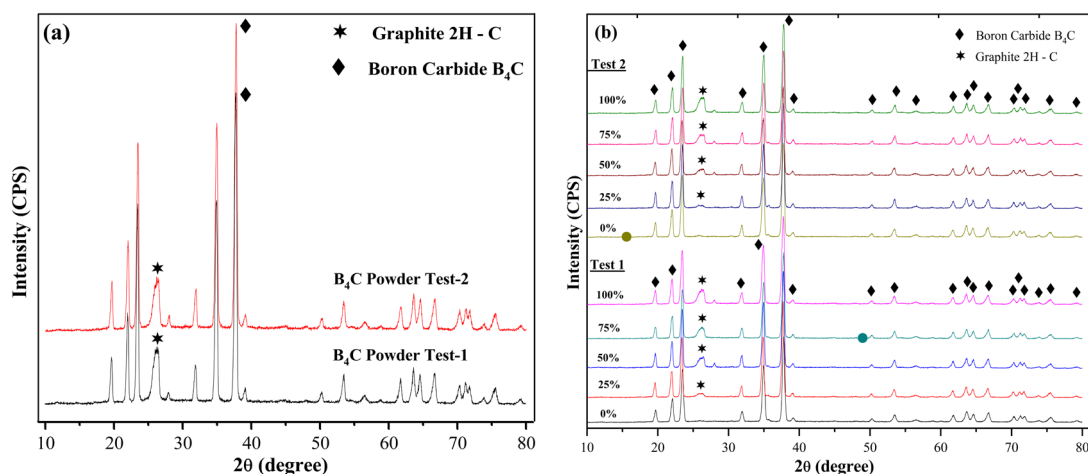 (a)
Graphite 2H - C
Boron Carbide B₄C
B₄C Powder Test-2
B₄C Powder Test-1
Intensity (CPS)
10 20 30 40 50 60 70 80
2θ (degree)
(b)
Boron Carbide B₄C
Graphite 2H - C
Test 2
100%
75%
50%
25%
0%
Test 1
100%
75%
50%
25%
0%
Intensity (CPS)
10 20 30 40 50 60 70 80
2θ (degree)